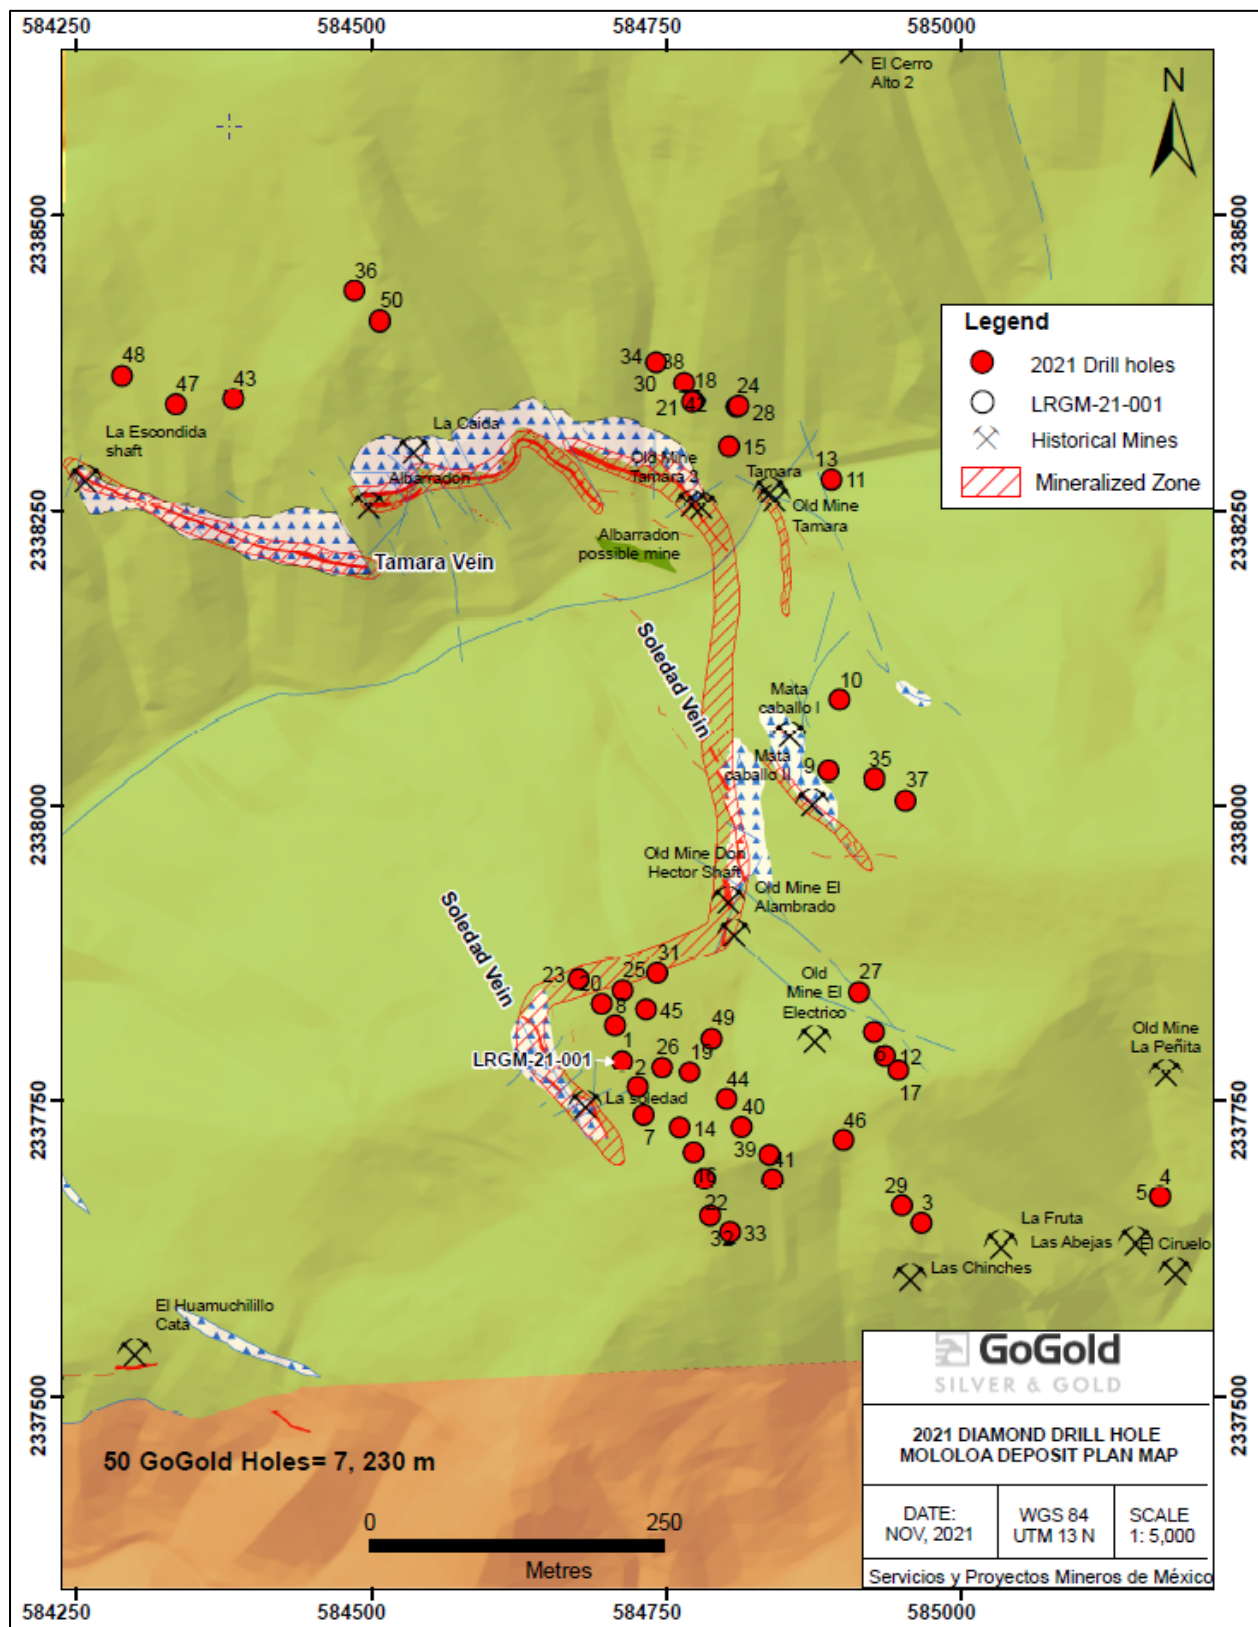 584250
584500
584750
585000
El Cerro
Alto 2
N
2338500
2338500
36
50
48
47
43
34
38
30
18
21
42
24
28
15
13
11
Legend
2021 Drill holes
LRGM-21-001
Historical Mines
Mineralized Zone
La Escondida
shaft
La Caida
Albarradon
Old Mine
Tamara 2
Tamara
Old Mine
Tamara
2338250
2338250
Albarradon
possible mine
Tamara Vein
Soledad Vein
Mata
caballo I
10
Mata
caballo II
9
35
37
2338000
2338000
Old Mine Don
Hector Shaft
Old Mine El
Alambrado
Soledad Vein
23
20
25
31
8
45
1
LRGM-21-001
26
19
49
2
La soledad
7
44
14
40
39
41
16
22
32
33
Old
Mine El
Electrico
27
6
12
17
46
Old Mine
La Peñita
2337750
2337750
29
3
5
4
La Fruta
Las Abejas
El Ciruelo
Las Chinches
El Huamuchilillo
Cata
2337500
2337500
50 GoGold Holes= 7, 230 m
0
250
Metres
GoGold
SILVER & GOLD
2021 DIAMOND DRILL HOLE
MOLOLOA DEPOSIT PLAN MAP
DATE:
NOV, 2021
WGS 84
UTM 13 N
SCALE
1: 5,000
Servicios y Proyectos Mineros de México
584250
584500
584750
585000